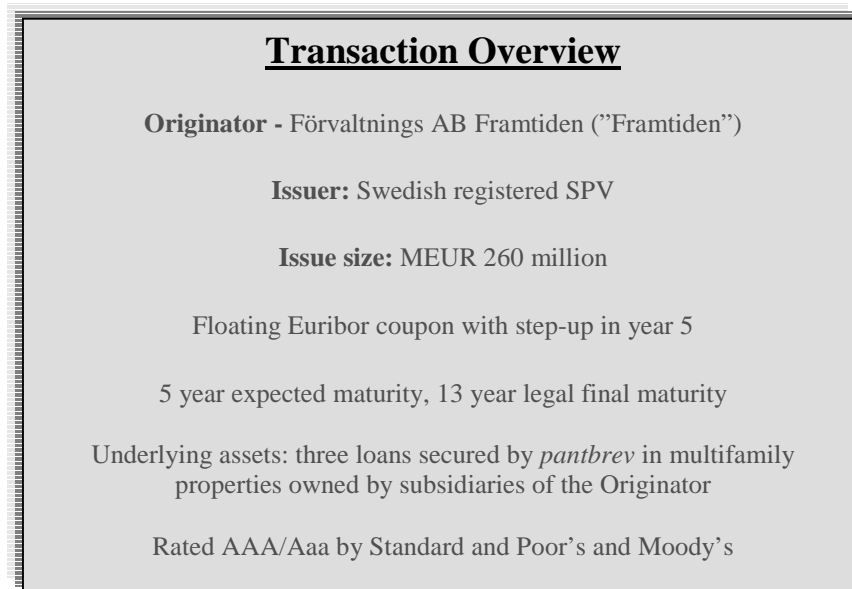 Transaction Overview
Originator - Förvaltnings AB Framtiden (”Framtiden”)
Issuer: Swedish registered SPV
Issue size: MEUR 260 million
Floating Euribor coupon with step-up in year 5
5 year expected maturity, 13 year legal final maturity
Underlying assets: three loans secured by pantbrev in multifamily
properties owned by subsidiaries of the Originator
Rated AAA/Aaa by Standard and Poor’s and Moody’s